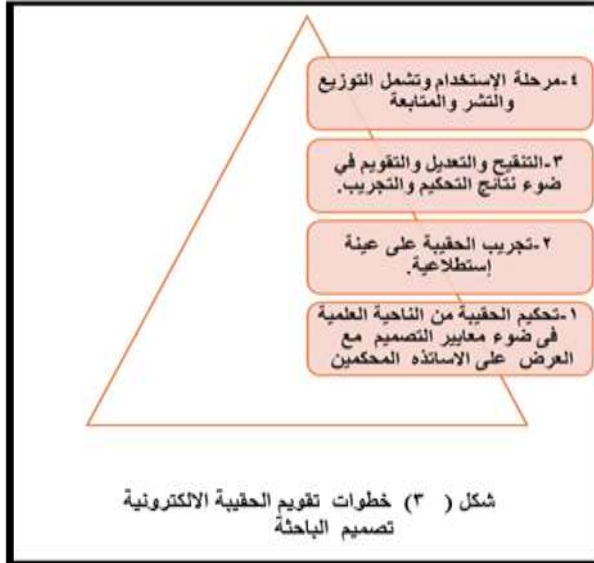 ٤-مرحلة الإستخدام وتشمل التوزيع
والنشر والمتابعة
٣-التنقيح والتعديل والتقويم في
ضوء نتائج التحكيم والتجريب.
٢-تجريب الحقيبة على عينة
إستطلاعية.
١-تحكيم الحقيبة من الناحية العلمية
فى ضوء معايير التصميم مع
العرض على الاساتذه المحكمين
شكل ( ٣ ) خطوات تقويم الحقيبة الالكترونية
تصميم الباحثة